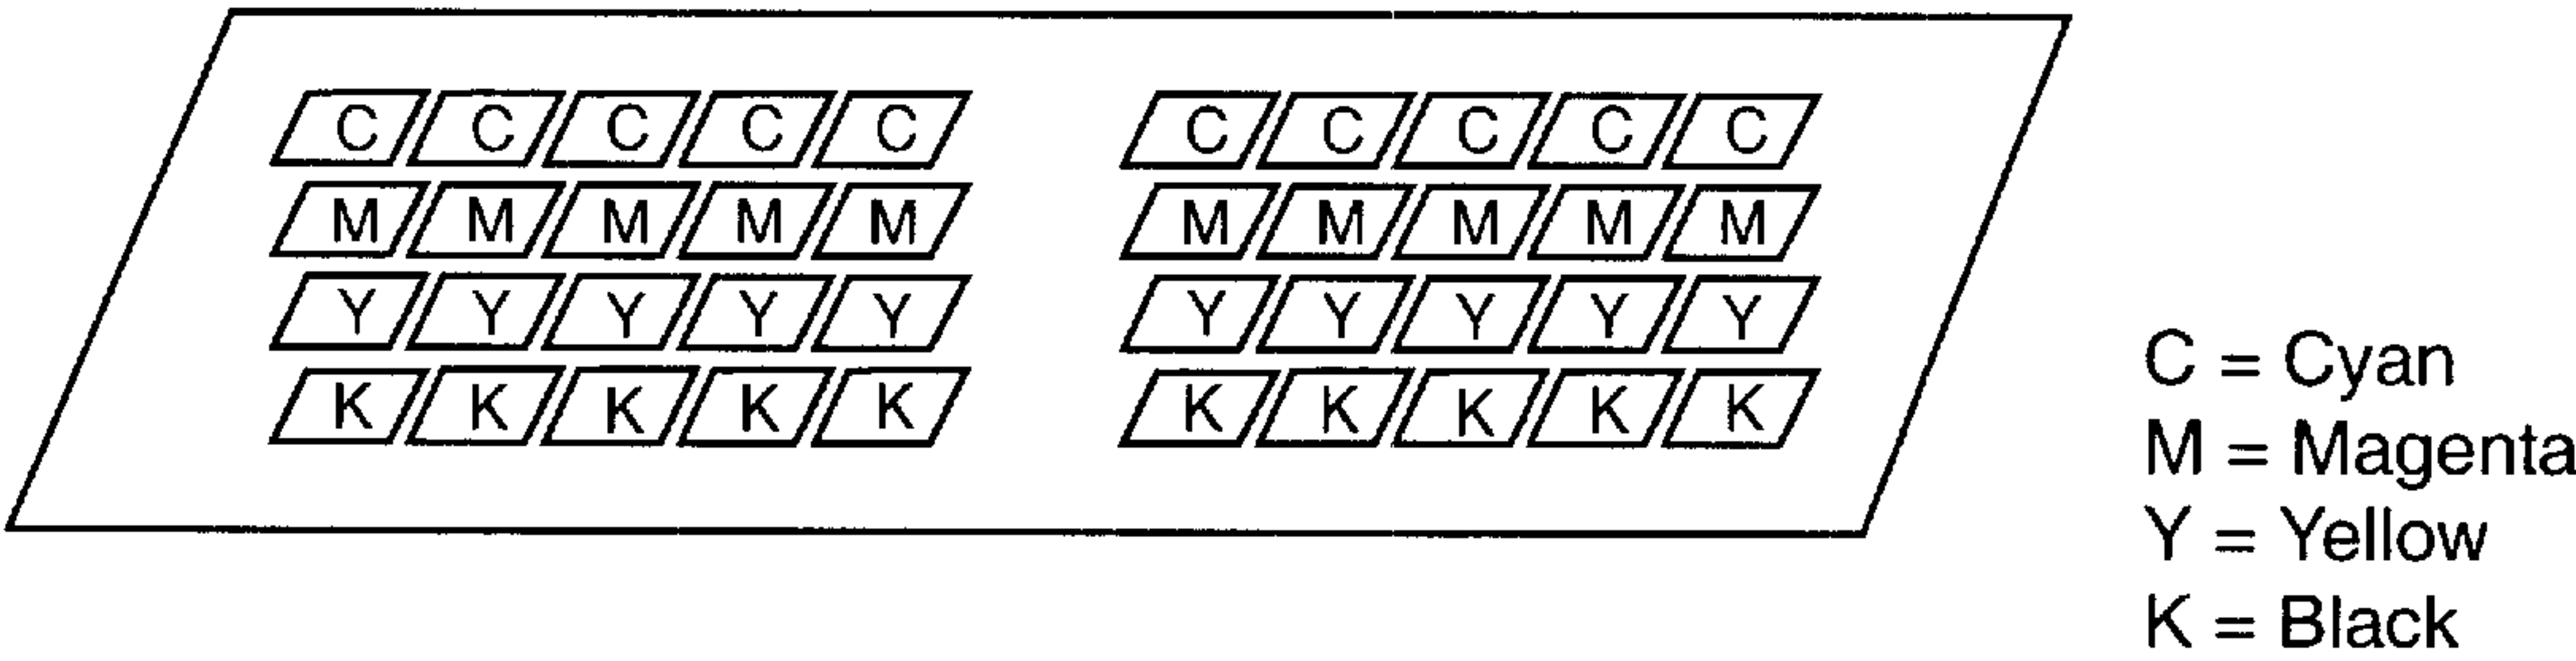 C C C C C C C C C C
M M M M M M M M M M
Y Y Y Y Y Y Y Y Y Y
K K K K K K K K K K
C = Cyan
M = Magenta
Y = Yellow
K = Black